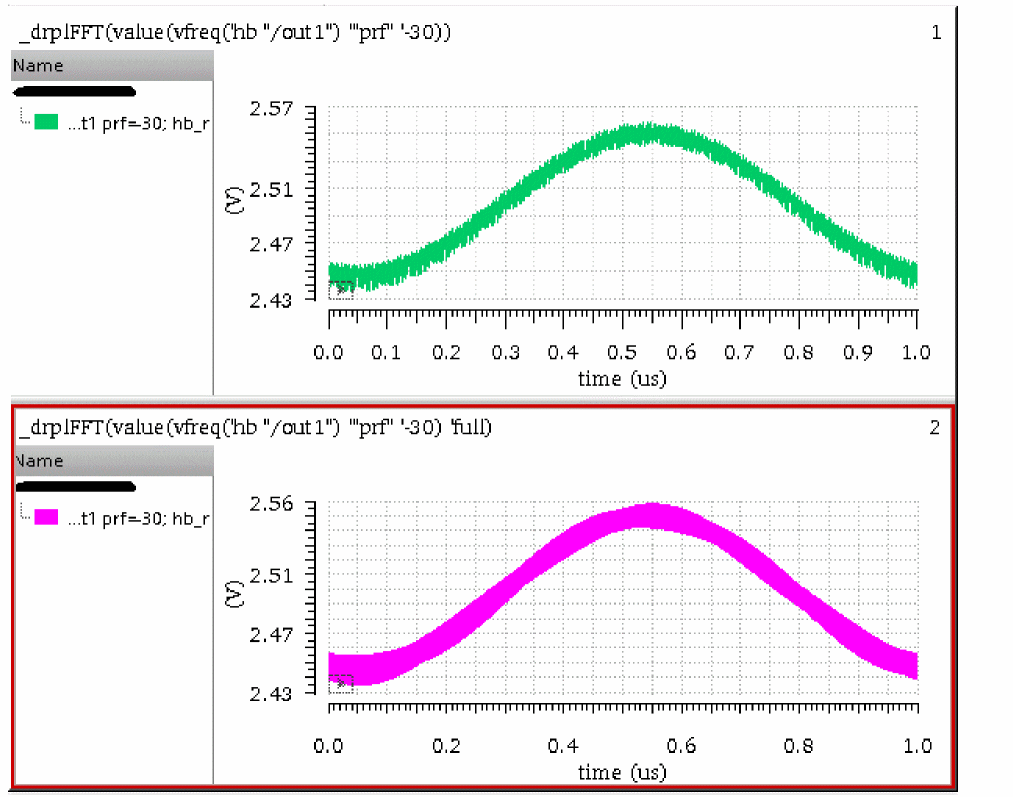 _drplFFT(value(vfreq('hb "/out1") '"prf" '-30))
1
Name
...t1 prf=-30; hb_r
2.57
2.51
2.47
2.43
(V)
0.0 0.1 0.2 0.3 0.4 0.5 0.6 0.7 0.8 0.9 1.0
time (us)
_drplFFT(value(vfreq('hb "/out1") '"prf" '-30) 'full)
2
Name
...t1 prf=-30; hb_r
2.56
2.51
2.47
2.43
(V)
0.0 0.2 0.4 0.6 0.8 1.0
time (us)